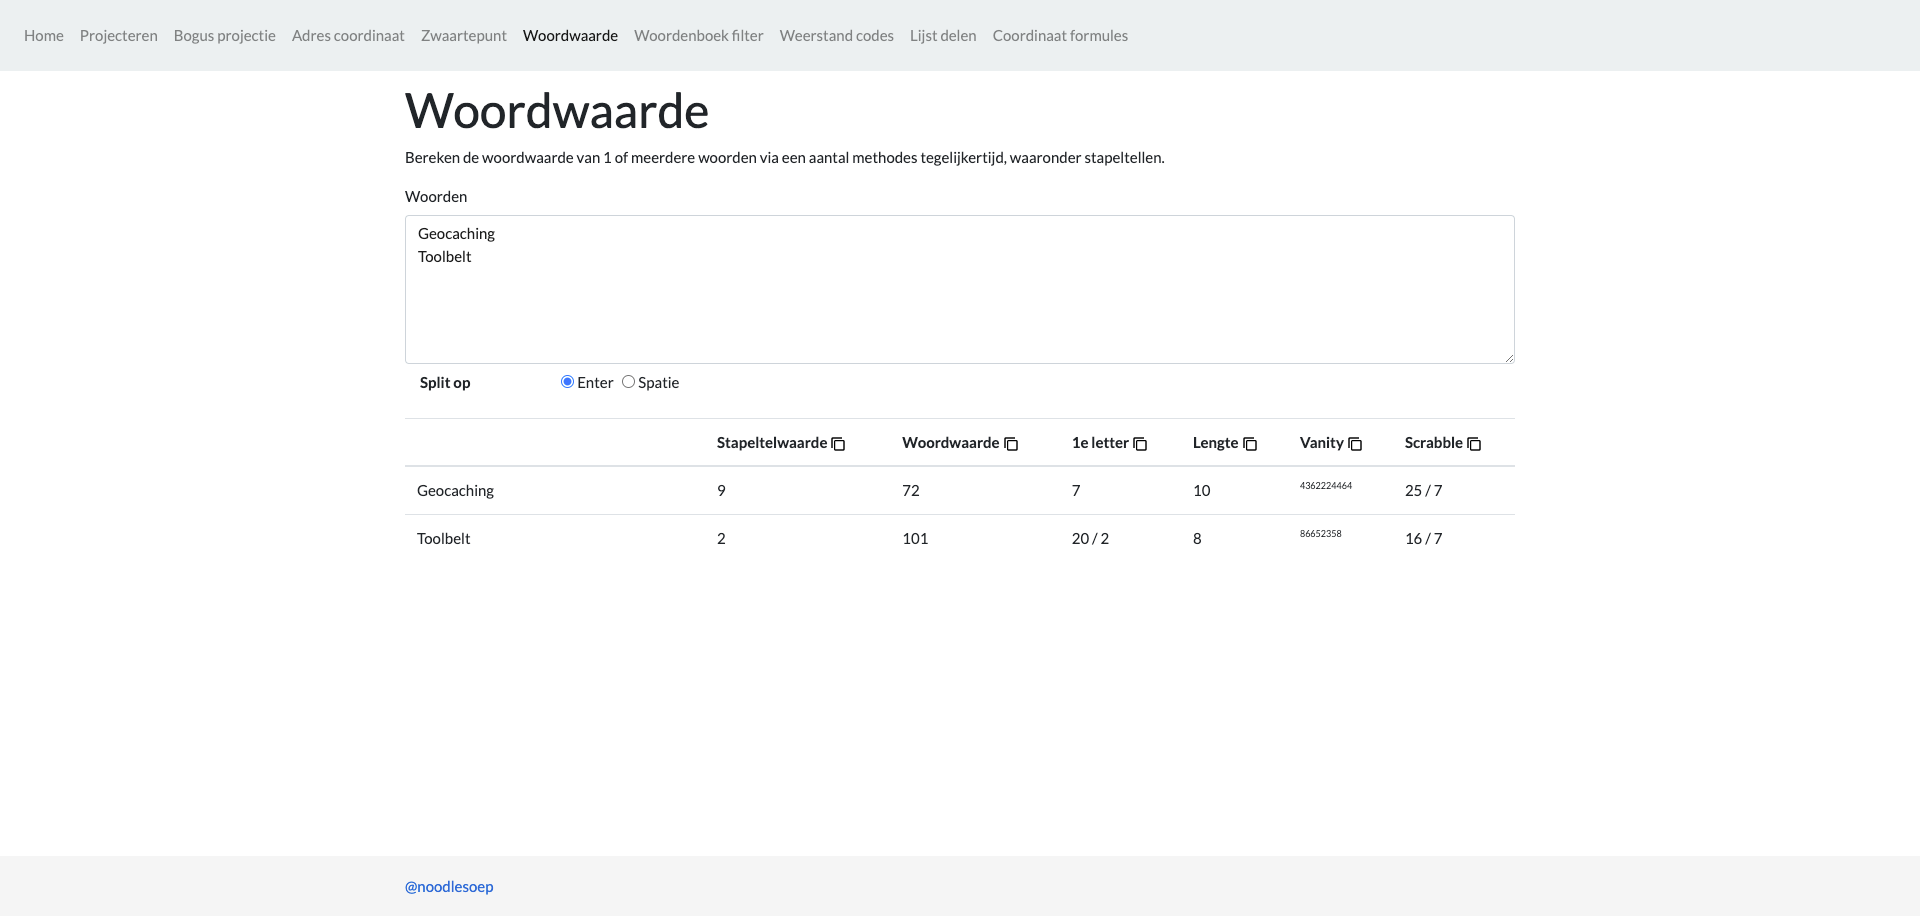 Home Projecteren Bogus projectie Adres coordinaat Zwaartepunt Woordwaarde Woordenboek filter Weerstand codes Lijst delen Coordinaat formules
Woordwaarde
Bereken de woordwaarde van 1 of meerdere woorden via een aantal methodes tegelijkertijd, waaronder stapeltellen.
Woorden
Geocaching
Toolbelt
Split op Enter Spatie
Stapeltelwaarde Woordwaarde 1e letter Lengte Vanity Scrabble
Geocaching 9 72 7 10 4362224464 25 / 7
Toolbelt 2 101 20 / 2 8 86652358 16 / 7
@noodlesoep